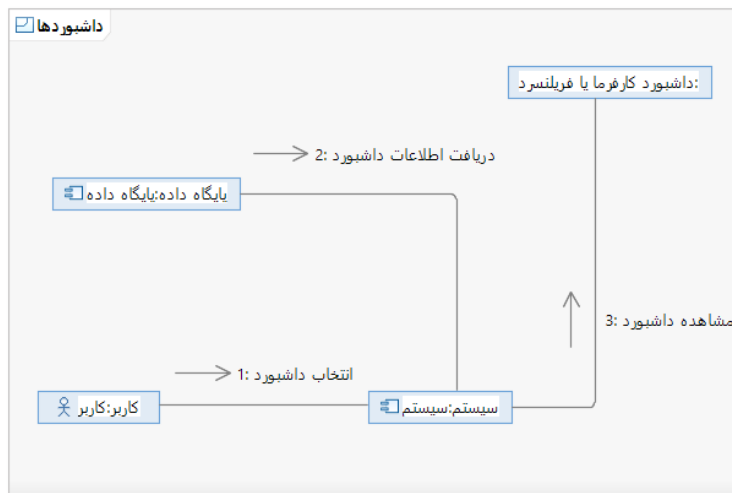 داشبوردها
:داشبورد کارفرما یا فریلنسرد
2: دریافت اطلاعات داشبورد
پایگاه داده:پایگاه داده
3: مشاهده داشبورد
1: انتخاب داشبورد
کاربر:کاربر
سیستم:سیستم